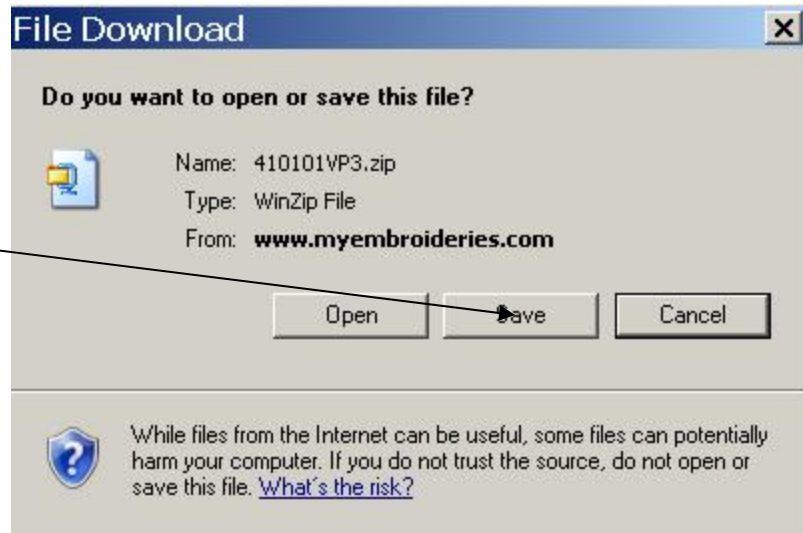 File Download
Do you want to open or save this file?
Name: 410101VP3.zip
Type: WinZip File
From: www.myembroideries.com
Open Save Cancel
While files from the Internet can be useful, some files can potentially
harm your computer. If you do not trust the source, do not open or
save this file. What's the risk?